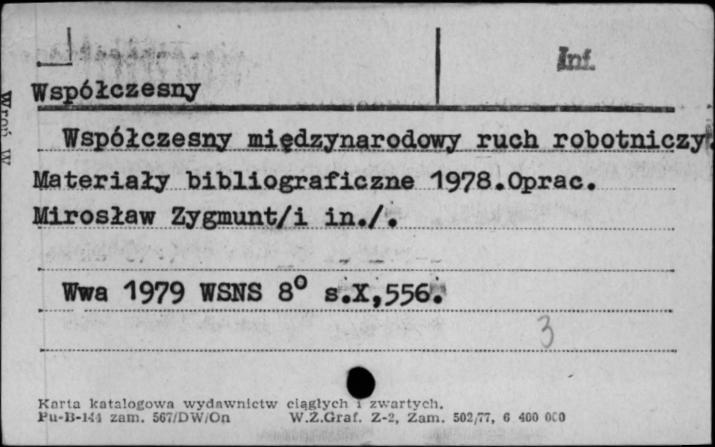 Inf.
Współczesny
Współczesny międzynarodowy ruch robotniczy.
Materiały bibliograficzne 1978.Oprac.
Mirosław Zygmunt/i in./.
Wwa 1979 WSNS 8° s.X,556.
3
Karta katalogowa wydawnictw ciągłych i zwartych.
Pu-B-144 zam. 567/DW/On W.Z.Graf. Z-2, Zam. 502/77, 6 400 000